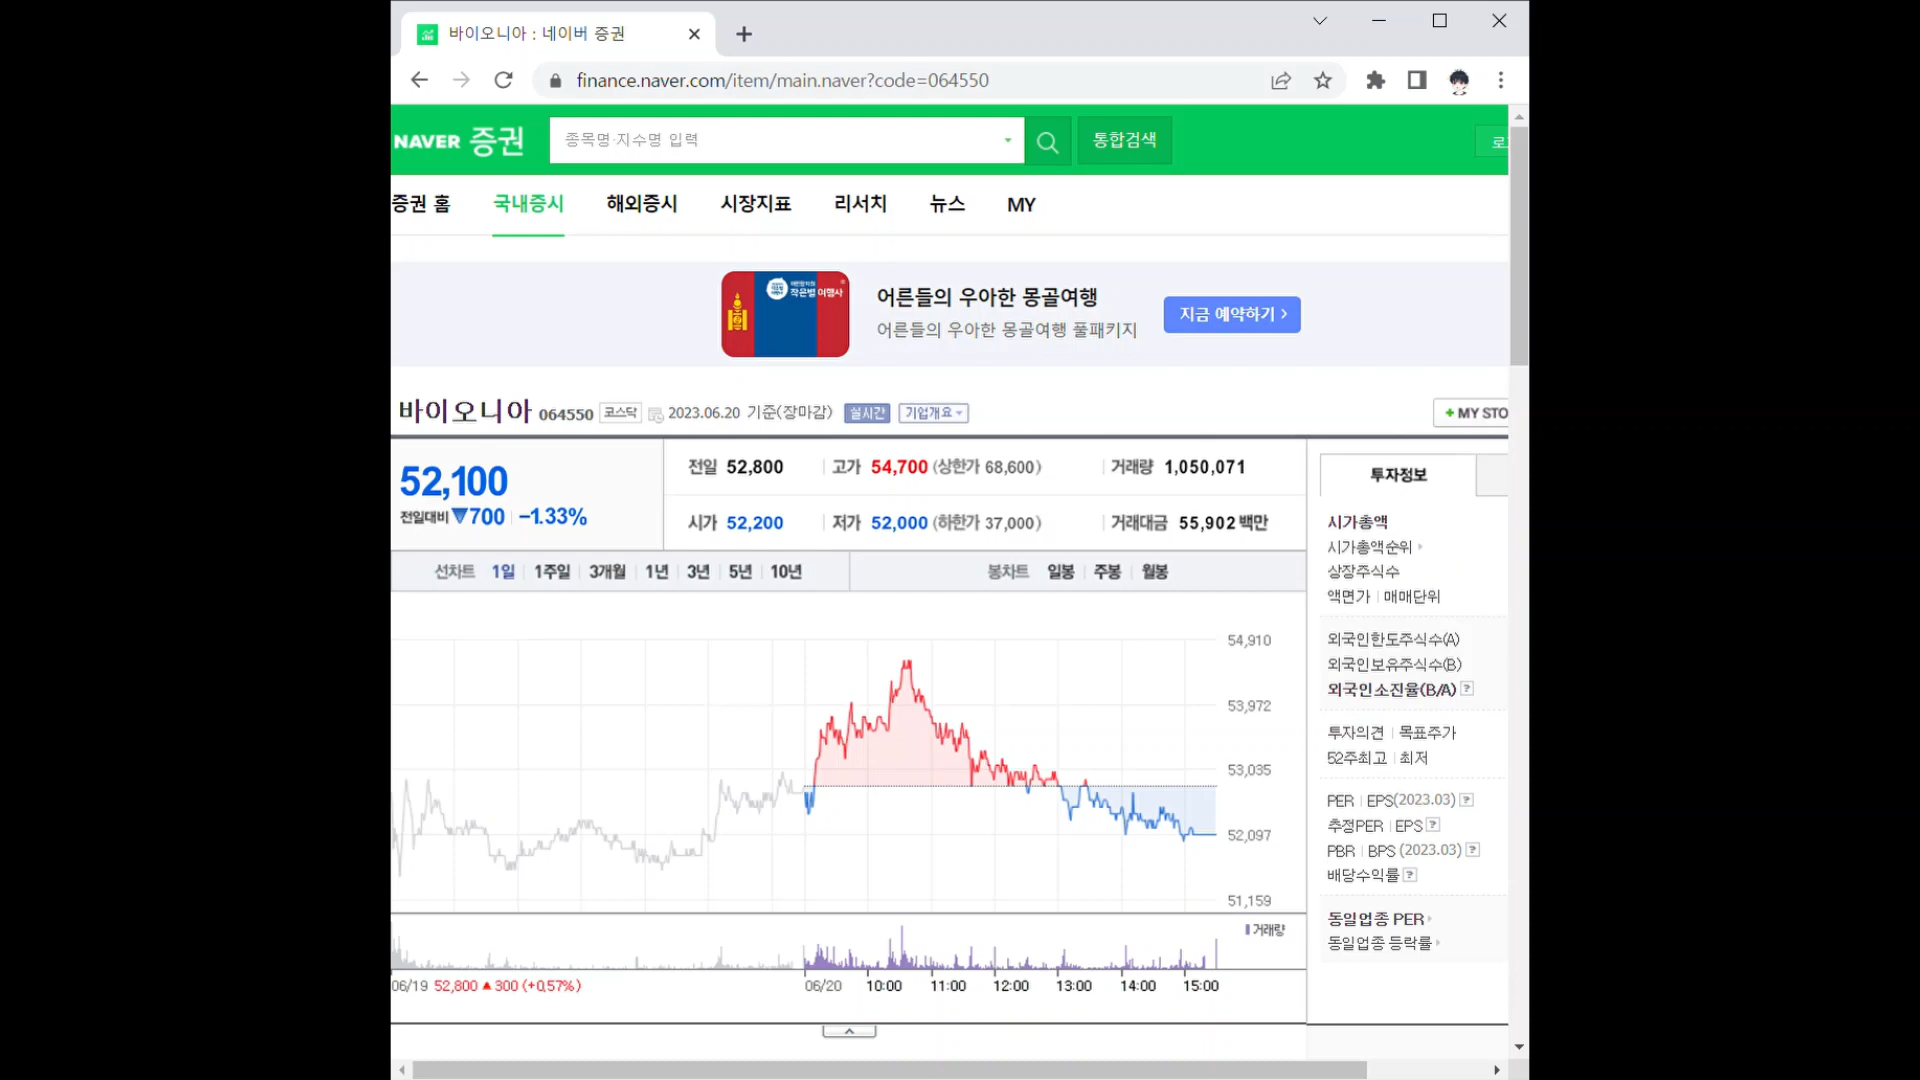 바이오니아 : 네이버 증권
finance.naver.com/item/main.naver?code=064550
NAVER 증권
종목명·지수명 입력
통합검색
로
증권 홈 국내증시 해외증시 시장지표 리서치 뉴스 MY
작은별 여행사
어른들의 우아한 몽골여행
어른들의 우아한 몽골여행 풀패키지
지금 예약하기
바이오니아 064550 코스닥 2023.06.20 기준(장마감) 실시간 기업개요
+ MY STO
52,100
전일대비 ▼700 -1.33%
전일 52,800 고가 54,700 (상한가 68,600) 거래량 1,050,071
시가 52,200 저가 52,000 (하한가 37,000) 거래대금 55,902 백만
선차트 1일 1주일 3개월 1년 3년 5년 10년
봉차트 일봉 주봉 월봉
54,910
53,972
53,035
52,097
51,159
거래량
06/19 52,800 ▲300 (+0.57%)
06/20 10:00 11:00 12:00 13:00 14:00 15:00
투자정보
시가총액
시가총액순위
상장주식수
액면가 | 매매단위
외국인한도주식수(A)
외국인보유주식수(B)
외국인소진율(B/A) ?
투자의견 | 목표주가
52주최고 | 최저
PER | EPS(2023.03) ?
추정PER | EPS ?
PBR | BPS (2023.03) ?
배당수익률 ?
동일업종 PER
동일업종 등락률